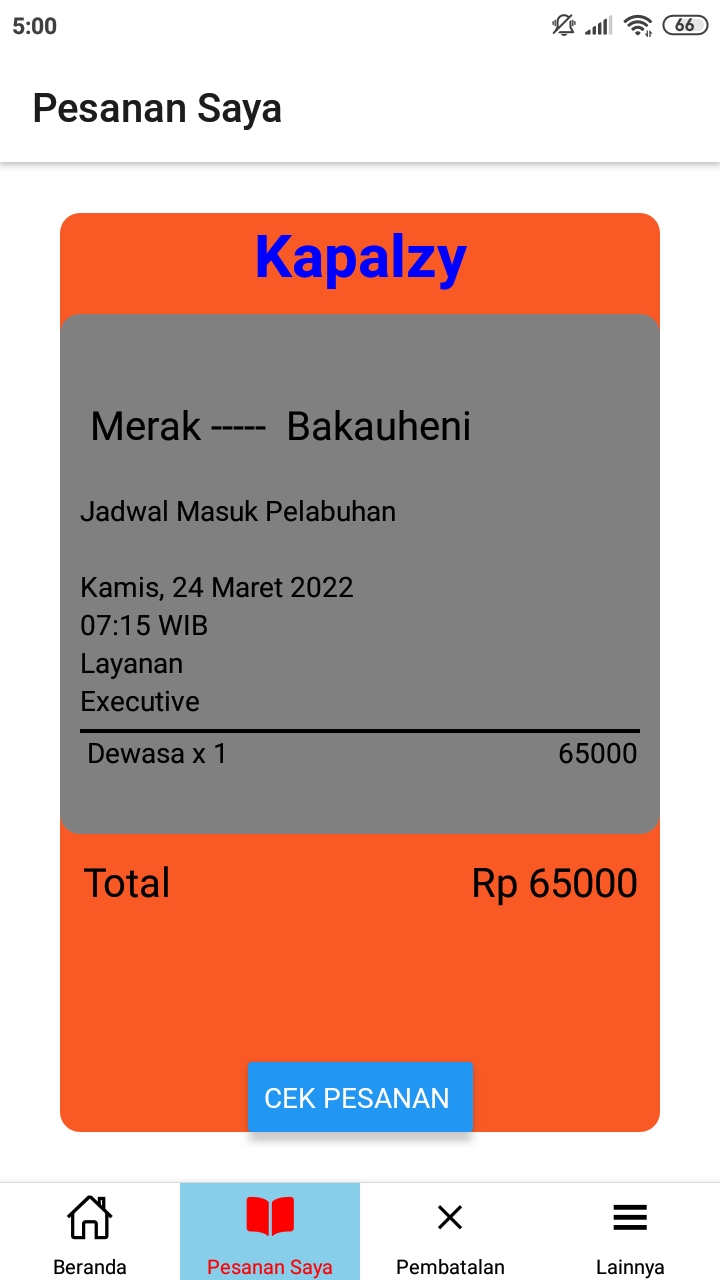 5:00
66
Pesanan Saya
Kapalzy
Merak ----- Bakauheni
Jadwal Masuk Pelabuhan
Kamis, 24 Maret 2022
07:15 WIB
Layanan
Executive
Dewasa x 1 65000
Total Rp 65000
CEK PESANAN
Beranda Pesanan Saya Pembatalan Lainnya